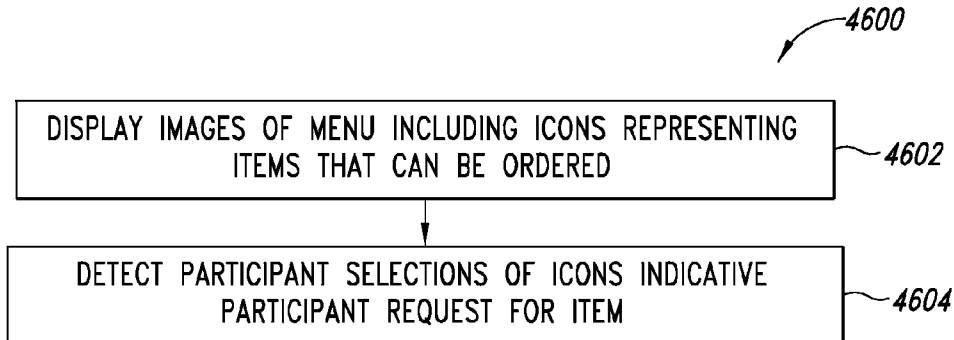 4600
DISPLAY IMAGES OF MENU INCLUDING ICONS REPRESENTING
ITEMS THAT CAN BE ORDERED
4602
DETECT PARTICIPANT SELECTIONS OF ICONS INDICATIVE
PARTICIPANT REQUEST FOR ITEM
4604